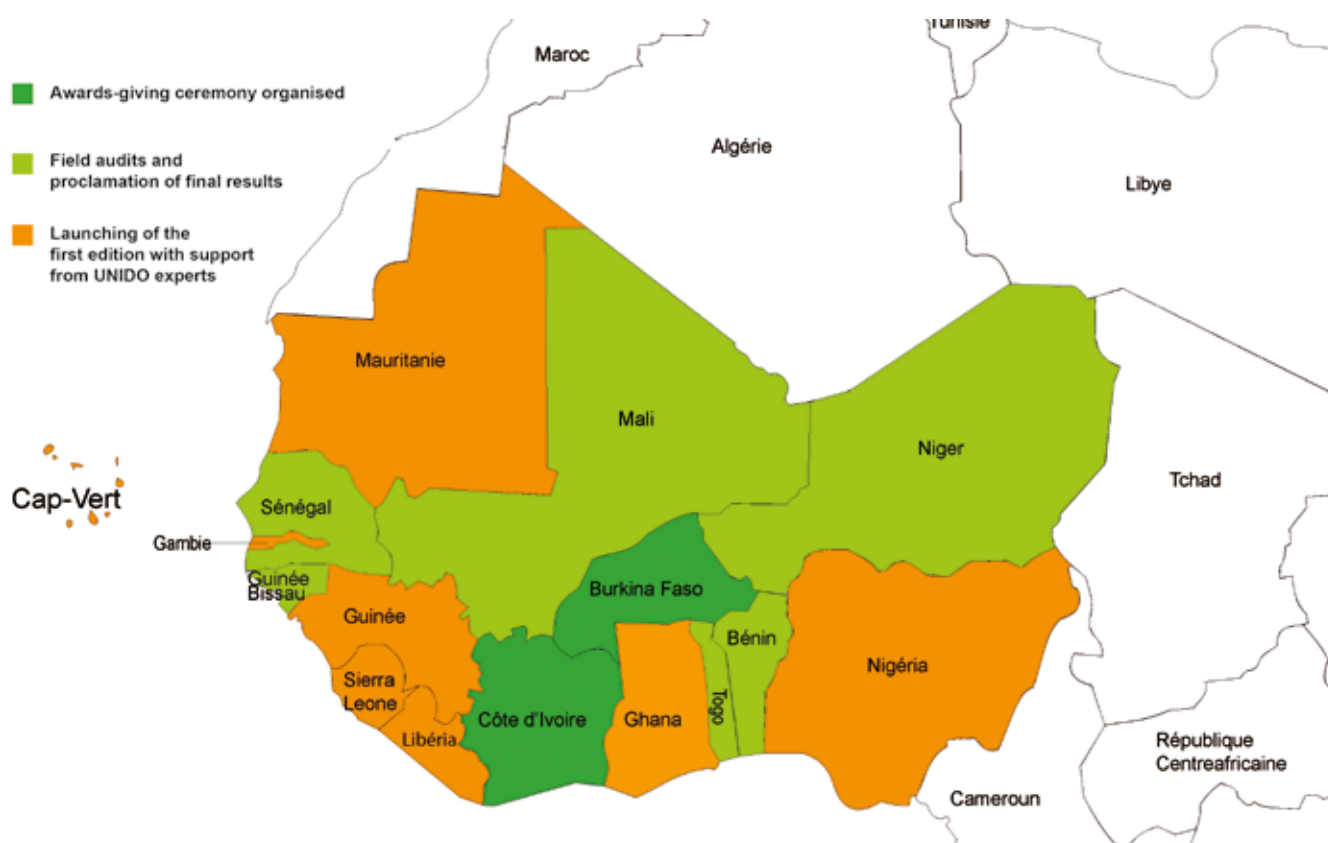 Tunisie
Maroc
Awards-giving ceremony organised
Algérie
Field audits and
proclamation of final results
Libye
Launching of the
first edition with support
from UNIDO experts
Mauritanie
Mali
Niger
Tchad
Cap-Vert
Sénégal
Gambie
Guinée
Bissau
Burkina Faso
Guinée
Bénin
Nigéria
Sierra
Leone
Togo
Côte d'Ivoire
Ghana
Libéria
République
Centreafricaine
Cameroun